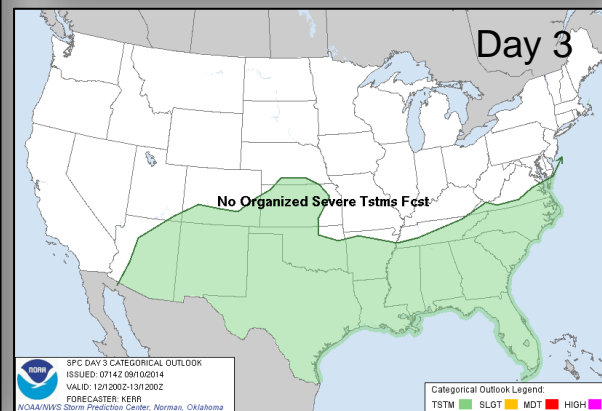 Day 3
No Organized Severe Tstms Fcst
NOAA
SPC DAY 3 CATEGORICAL OUTLOOK
ISSUED: 0714Z 09/10/2014
VALID: 12/1200Z-13/1200Z
FORECASTER: KERR
NOAA/NWS Storm Prediction Center, Norman, Oklahoma
Categorical Outlook Legend:
TSTM SLGT MDT HIGH